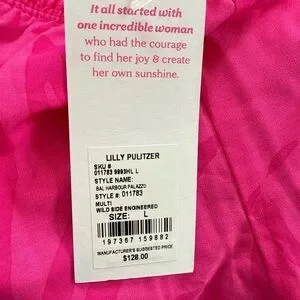 It all started with
one incredible woman
who had the courage
to find her joy & create
her own sunshine.
LILLY PULITZER
SKU #
011783 9993HL L
STYLE NAME:
BAL HARBOUR PALAZZO
STYLE #: 011783
MULTI
WILD SIDE ENGINEERED
SIZE: L
197367 159882
MANUFACTURER'S SUGGESTED PRICE
$128.00